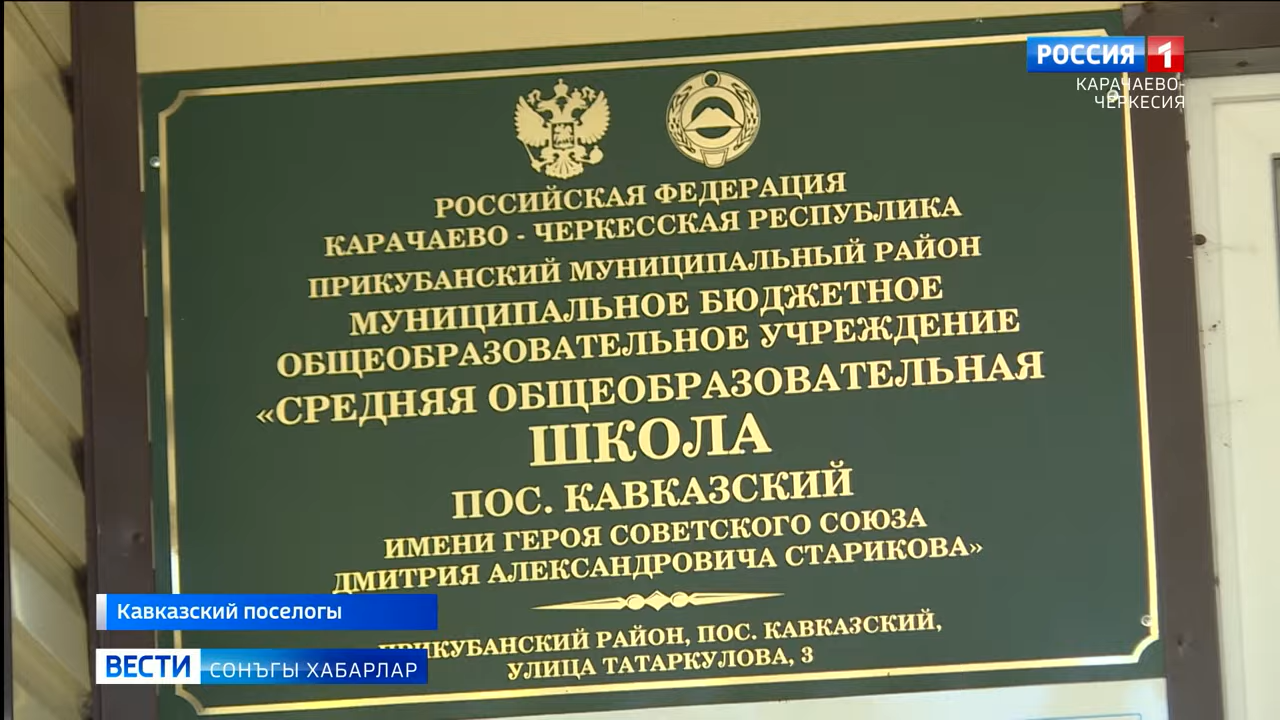 РОССИЯ 1
КАРАЧАЕВО-
ЧЕРКЕСИЯ
РОССИЙСКАЯ ФЕДЕРАЦИЯ
КАРАЧАЕВО - ЧЕРКЕССКАЯ РЕСПУБЛИКА
ПРИКУБАНСКИЙ МУНИЦИПАЛЬНЫЙ РАЙОН
МУНИЦИПАЛЬНОЕ БЮДЖЕТНОЕ
ОБЩЕОБРАЗОВАТЕЛЬНОЕ УЧРЕЖДЕНИЕ
«СРЕДНЯЯ ОБЩЕОБРАЗОВАТЕЛЬНАЯ
ШКОЛА
ПОС. КАВКАЗСКИЙ
ИМЕНИ ГЕРОЯ СОВЕТСКОГО СОЮЗА
ДМИТРИЯ АЛЕКСАНДРОВИЧА СТАРИКОВА»
Кавказский поселогы
ПРИКУБАНСКИЙ РАЙОН, ПОС. КАВКАЗСКИЙ,
УЛИЦА ТАТАРКУЛОВА, 3
ВЕСТИ СОНЪГЫ ХАБАРЛАР